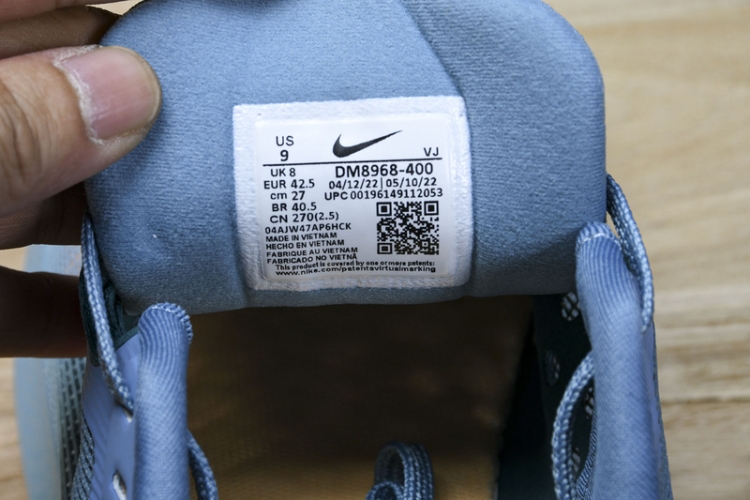 US
9
VJ
UK 8
DM8968-400
EUR 42.5
04/12/22 | 05/10/22
cm 27
UPC 00196149112053
BR 40.5
CN 270(2.5)
04AJW47AP6HCK
MADE IN VIETNAM
HECHO EN VIETNAM
FABRIQUE AU VIETNAM
FABRICADO NO VIETNÃ
This product is covered by one or more patents:
www.nike.com/patentsvirtualmarking